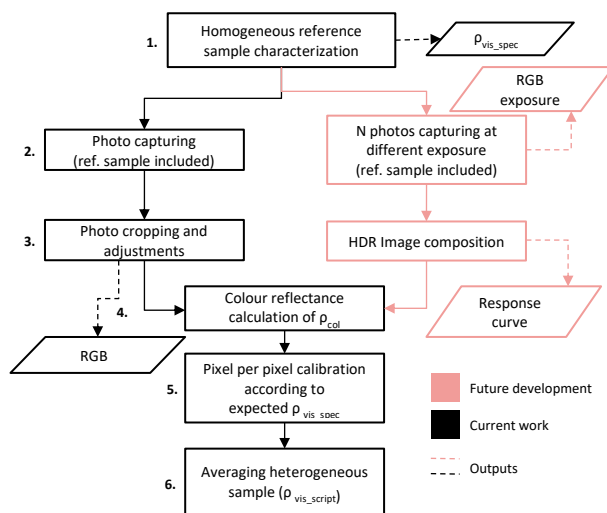 1.
Homogeneous reference
sample characterization
ρvis_spec
RGB
exposure
2.
Photo capturing
(ref. sample included)
N photos capturing at
different exposure
(ref. sample included)
3.
Photo cropping and
adjustments
HDR Image composition
4.
Colour reflectance
calculation of ρcol
Response
curve
RGB
5.
Pixel per pixel calibration
according to
expected ρvis_spec
Future development
Current work
6.
Averaging heterogeneous
sample (ρvis_script)
Outputs